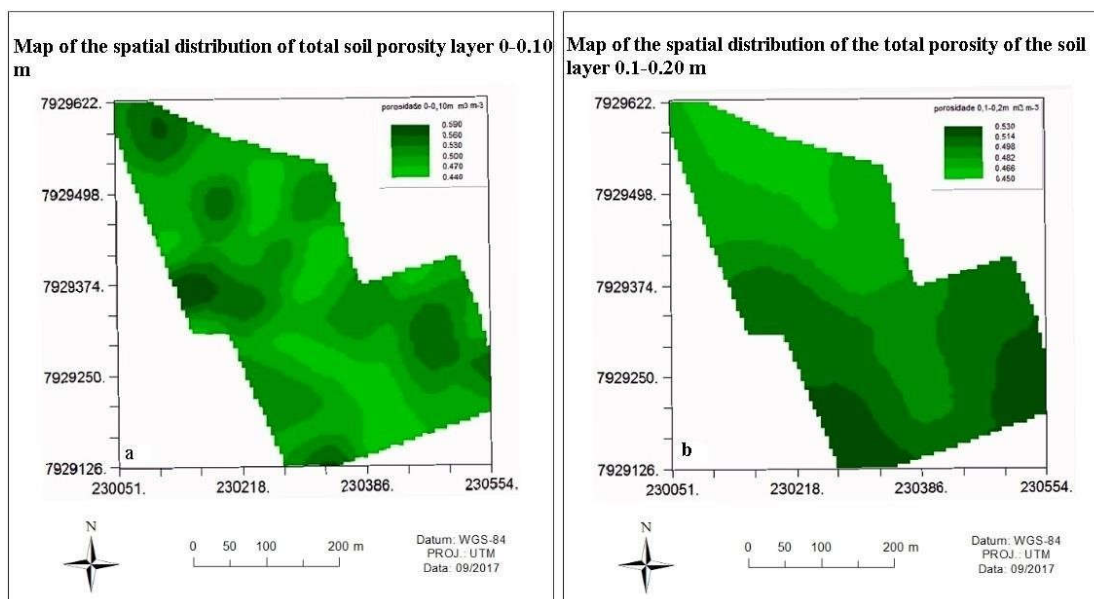 Map of the spatial distribution of total soil porosity layer 0-0.10
m
porosidade 0-0,10m m3 m-3
0.590
0.560
0.530
0.500
0.470
0.440
7929622.
7929498.
7929374.
7929250.
7929126.
a
230051.
230218.
230386.
230554.
N
0 50 100 200 m
Datum: WGS-84
PROJ.: UTM
Data: 09/2017
Map of the spatial distribution of the total porosity of the soil
layer 0.1-0.20 m
porosidade 0,1-0,2m m3 m-3
0.530
0.514
0.498
0.482
0.466
0.450
7929622.
7929498.
7929374.
7929250.
7929126.
b
230051.
230218.
230386.
230554.
N
0 50 100 200 m
Datum: WGS-84
PROJ.: UTM
Data: 09/2017